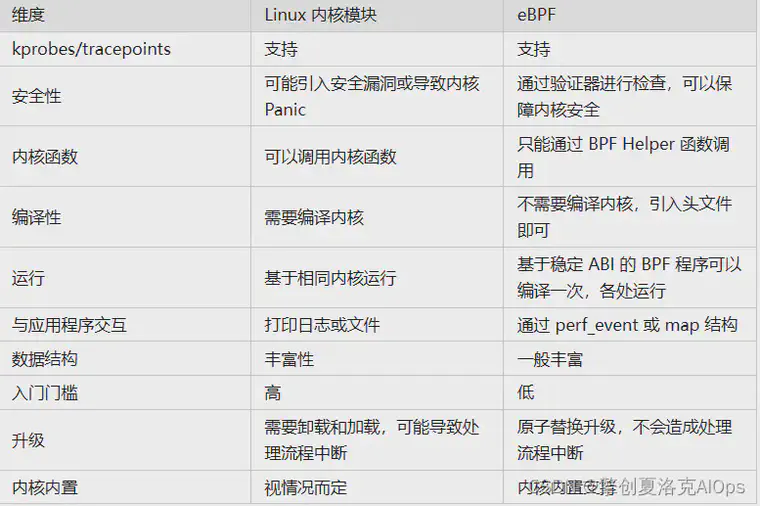 维度 Linux 内核模块 eBPF
kprobes/tracepoints 支持 支持
安全性 可能引入安全漏洞或导致内核 通过验证器进行检查，可以保
Panic 障内核安全
内核函数 可以调用内核函数 只能通过 BPF Helper 函数调
用
编译性 需要编译内核 不需要编译内核，引入头文件
即可
运行 基于相同内核运行 基于稳定 ABI 的 BPF 程序可以
编译一次，各处运行
与应用程序交互 打印日志或文件 通过 perf_event 或 map 结构
数据结构 丰富性 一般丰富
入门门槛 高 低
升级 需要卸载和加载，可能导致处 原子替换升级，不会造成处理
理流程中断 流程中断
内核内置 视情况而定 内核内置支持
擎创夏洛克AIOps